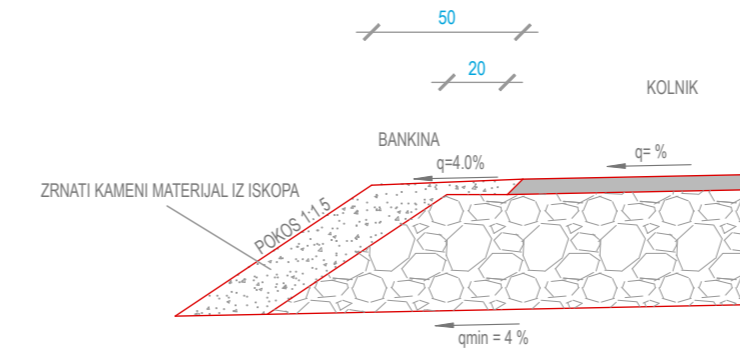 50
20
KOLNIK
BANKINA
q=4.0%
q= %
ZRNATI KAMENI MATERIJAL IZ ISKOPA
POKOS 1:1.5
qmin = 4 %